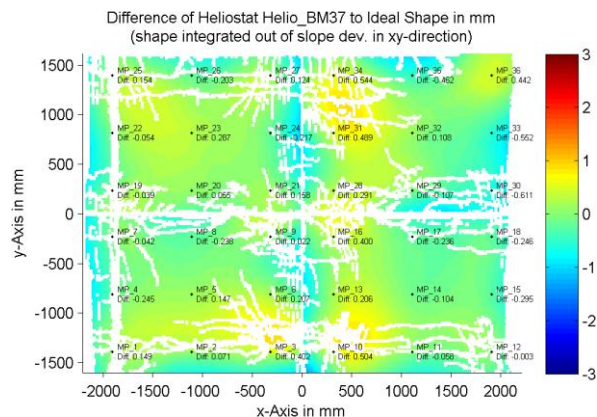 Difference of Heliostat Helio_BM37 to Ideal Shape in mm
(shape integrated out of slope dev. in xy-direction)
1500
1000
500
0
-500
-1000
-1500
y-Axis in mm
MP_25 MP_26 MP_27 MP_34 MP_35 MP_36
Diff. 0.154 Diff. -0.203 Diff. 0.124 Diff. 0.544 Diff. -0.462 Diff. 0.442
MP_22 MP_23 MP_24 MP_31 MP_32 MP_33
Diff. -0.054 Diff. 0.287 Diff. -0.217 Diff. 0.489 Diff. 0.108 Diff. -0.552
MP_19 MP_20 MP_21 MP_28 MP_29 MP_30
Diff. -0.039 Diff. 0.055 Diff. 0.158 Diff. 0.291 Diff. -0.107 Diff. -0.611
MP_7 MP_8 MP_9 MP_16 MP_17 MP_18
Diff. -0.042 Diff. -0.238 Diff. 0.022 Diff. 0.400 Diff. -0.236 Diff. -0.246
MP_4 MP_5 MP_6 MP_13 MP_14 MP_15
Diff. -0.245 Diff. 0.147 Diff. 0.207 Diff. 0.206 Diff. -0.104 Diff. -0.295
MP_1 MP_2 MP_3 MP_10 MP_11 MP_12
Diff. 0.149 Diff. 0.071 Diff. 0.402 Diff. 0.504 Diff. -0.058 Diff. -0.003
-2000 -1500 -1000 -500 0 500 1000 1500 2000
x-Axis in mm
3
2
1
0
-1
-2
-3